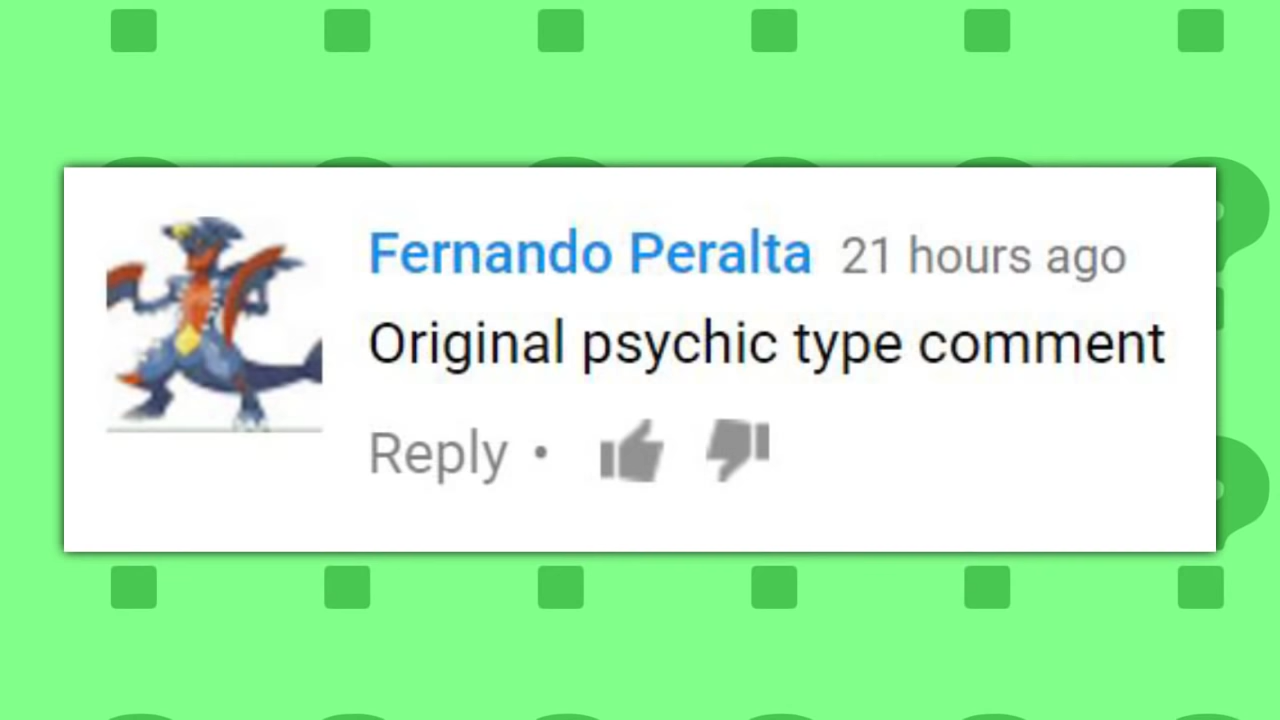 Fernando Peralta 21 hours ago
Original psychic type comment
Reply •